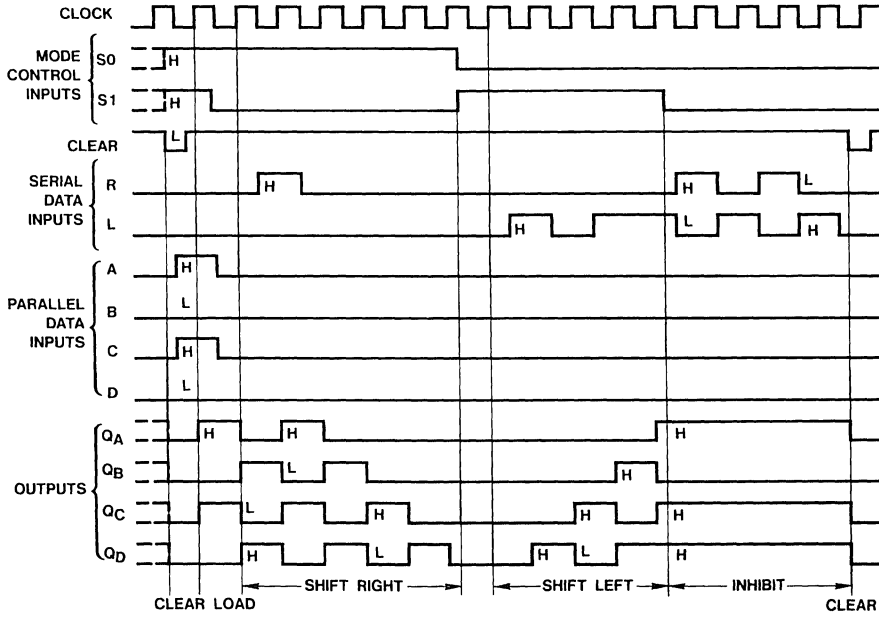 CLOCK
MODE
CONTROL
INPUTS
S0
H
S1
H
CLEAR
L
SERIAL
DATA
INPUTS
R
H
H
L
L
H
L
H
PARALLEL
DATA
INPUTS
A
H
B
L
C
H
D
L
OUTPUTS
QA
H
H
H
QB
L
H
QC
L
H
H
H
QD
H
L
H
L
H
SHIFT RIGHT
SHIFT LEFT
INHIBIT
CLEAR LOAD
CLEAR